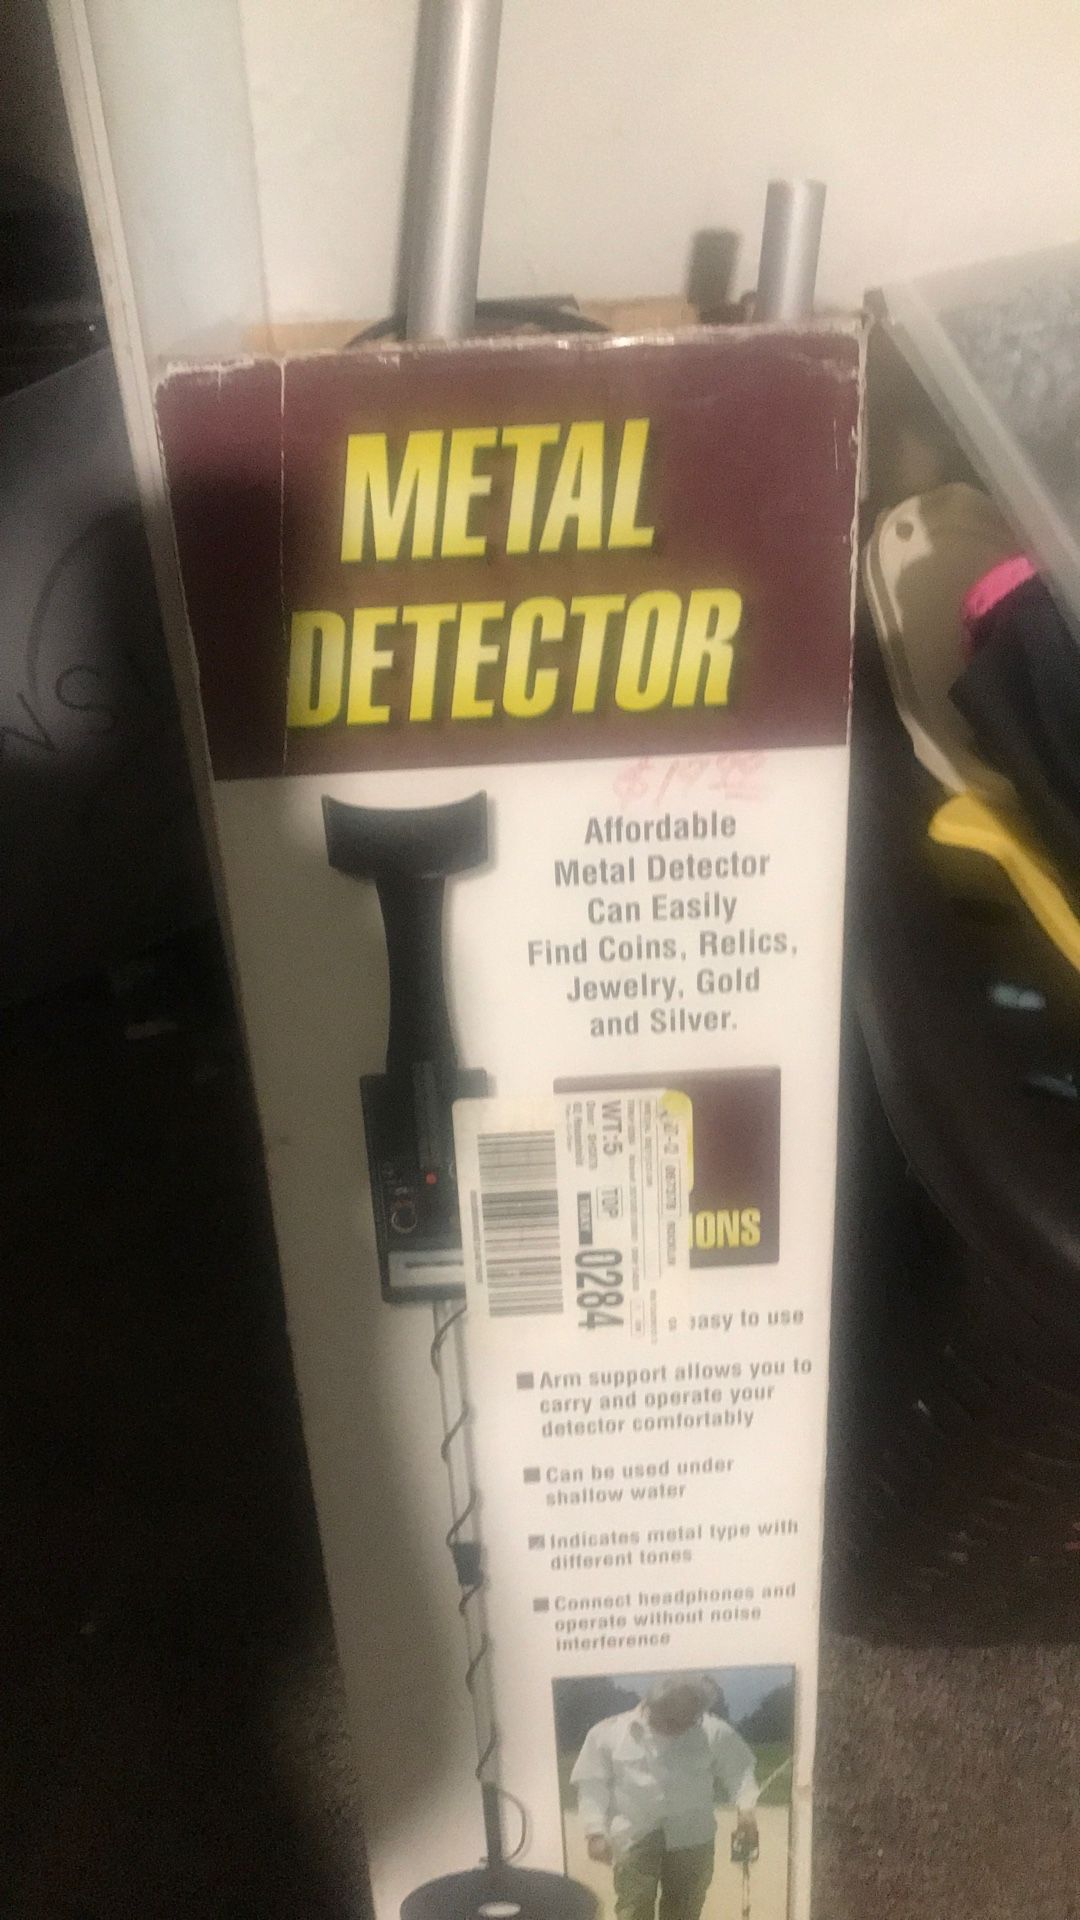 METAL
DETECTOR
Affordable
Metal Detector
Can Easily
Find Coins, Relics,
Jewelry, Gold
and Silver.
WT:5
TOP
0284
IONS
easy to use
Arm support allows you to
carry and operate your
detector comfortably
Can be used under
shallow water
Indicates metal type with
different tones
Connect headphones and
operate without noise
interference